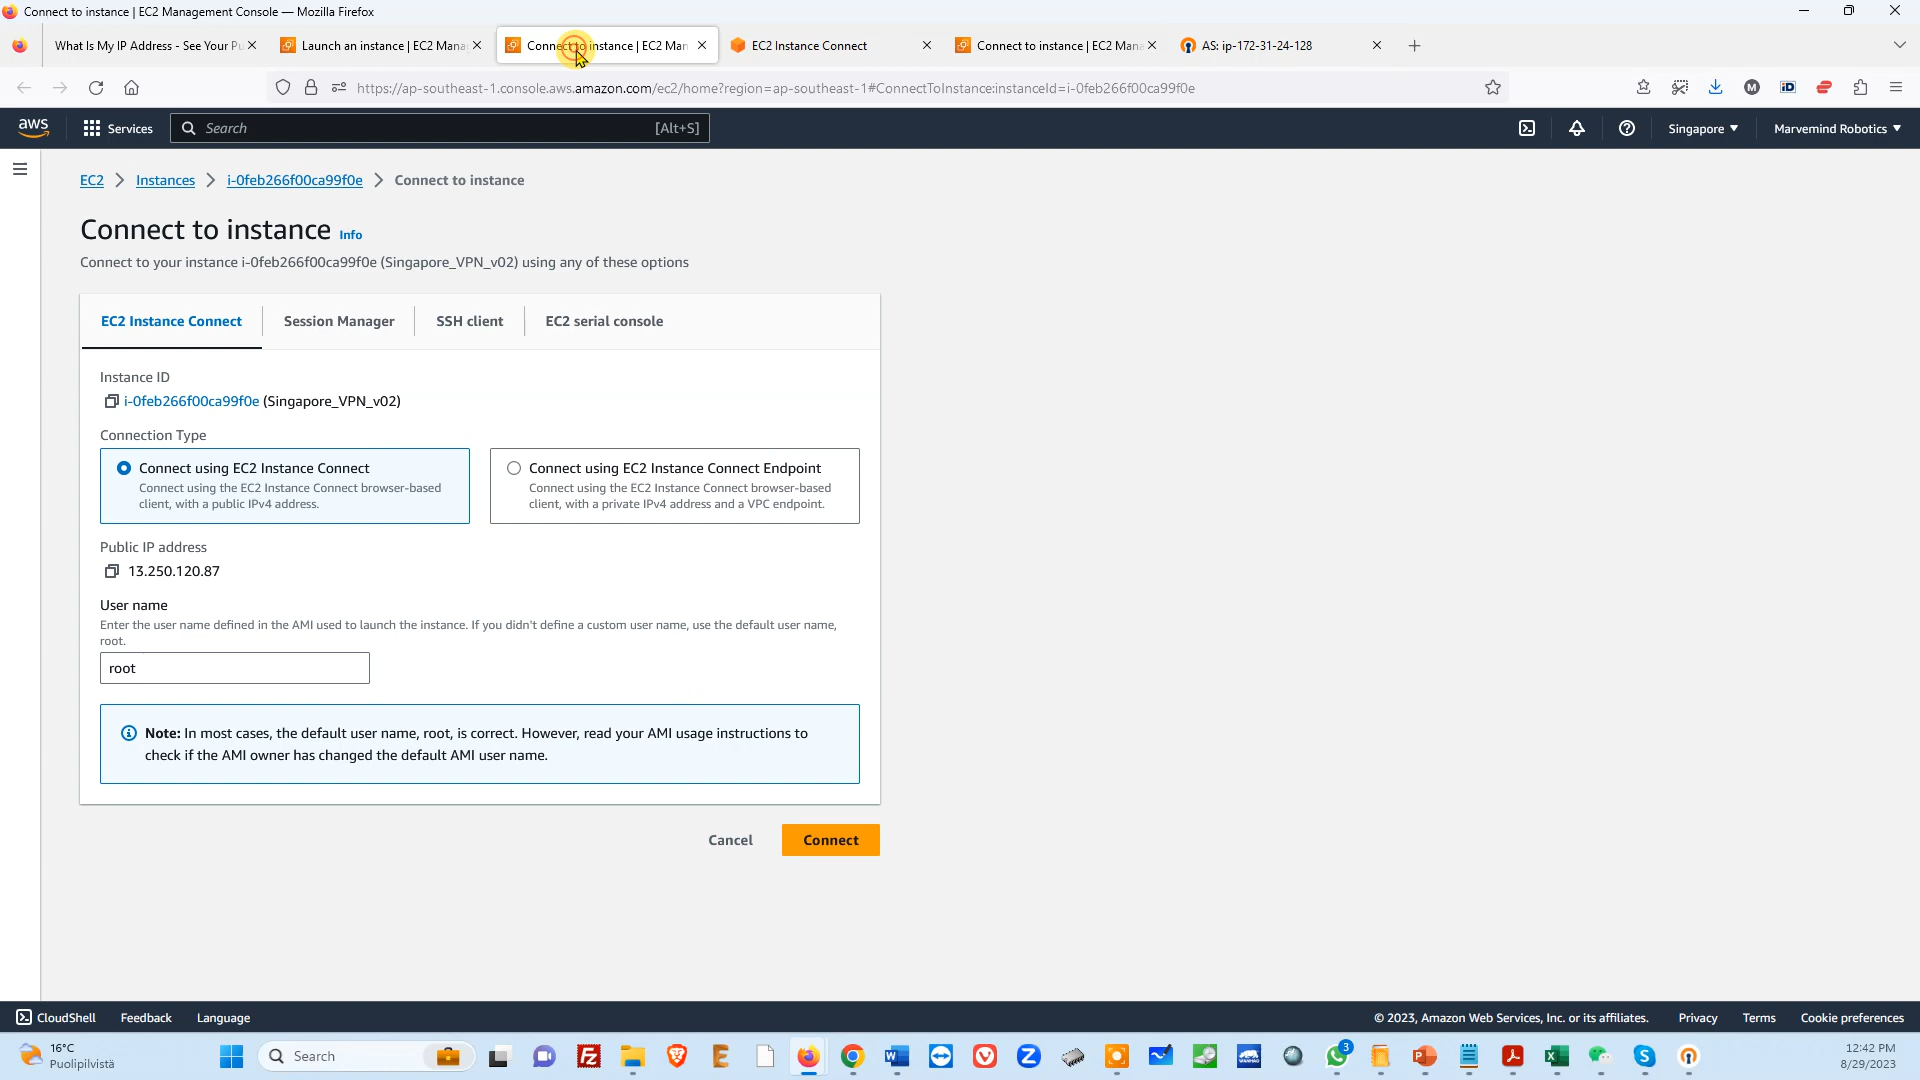 Connect to instance | EC2 Management Console — Mozilla Firefox
What Is My IP Address - See Your Pu
Launch an instance | EC2 Mana
Connect to instance | EC2 Man
EC2 Instance Connect
Connect to instance | EC2 Mana
AS: ip-172-31-24-128
https://ap-southeast-1.console.aws.amazon.com/ec2/home?region=ap-southeast-1#ConnectToInstance:instanceId=i-0feb266f00ca99f0e
aws
Services
Search
[Alt+S]
Singapore
Marvemind Robotics
EC2 > Instances > i-0feb266f00ca99f0e > Connect to instance
Connect to instance Info
Connect to your instance i-0feb266f00ca99f0e (Singapore_VPN_v02) using any of these options
EC2 Instance Connect
Session Manager
SSH client
EC2 serial console
Instance ID
i-0feb266f00ca99f0e (Singapore_VPN_v02)
Connection Type
Connect using EC2 Instance Connect
Connect using the EC2 Instance Connect browser-based
client, with a public IPv4 address.
Connect using EC2 Instance Connect Endpoint
Connect using the EC2 Instance Connect browser-based
client, with a private IPv4 address and a VPC endpoint.
Public IP address
13.250.120.87
User name
Enter the user name defined in the AMI used to launch the instance. If you didn't define a custom user name, use the default user name,
root.
root
Note: In most cases, the default user name, root, is correct. However, read your AMI usage instructions to
check if the AMI owner has changed the default AMI user name.
Cancel
Connect
CloudShell
Feedback
Language
© 2023, Amazon Web Services, Inc. or its affiliates.
Privacy
Terms
Cookie preferences
16°C
Puolipilvistä
Search
3
12:42 PM
8/29/2023